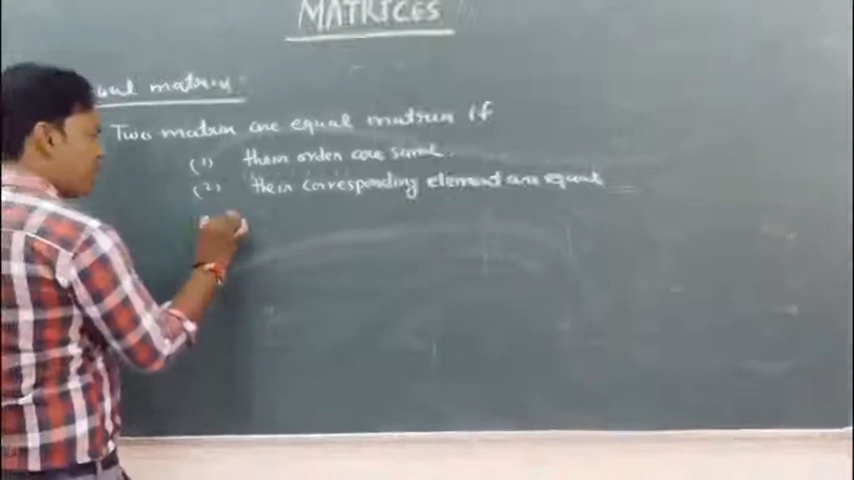 MATRICES
matrix:
Two matrix are equal matrix if
(1) their order are same.
(2) their corresponding element are equal